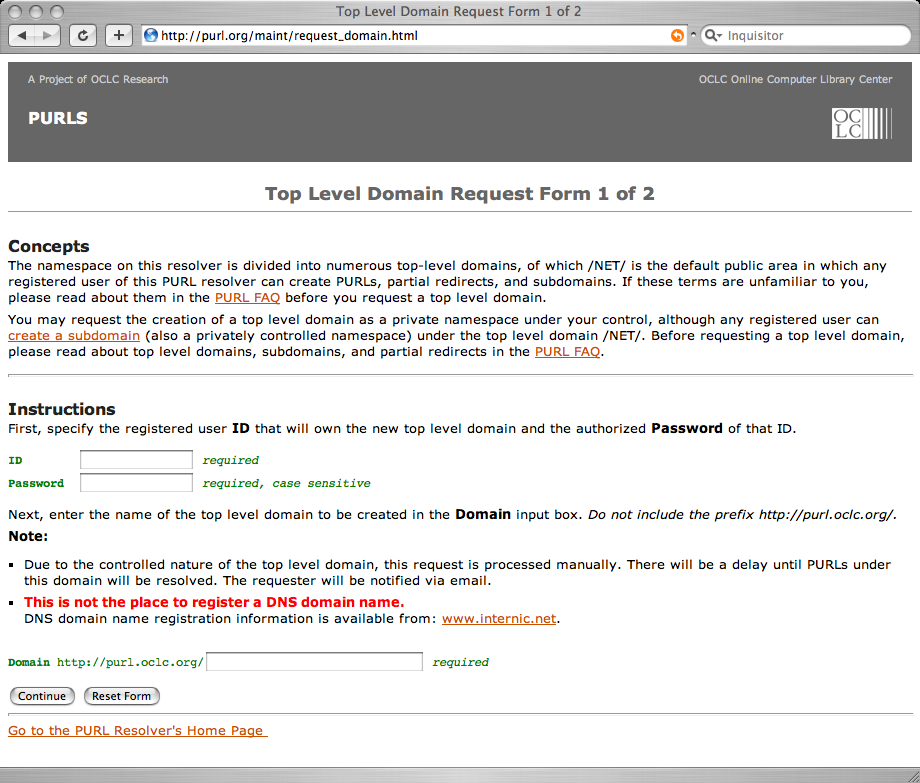 Top Level Domain Request Form 1 of 2
http://purl.org/maint/request_domain.html
Inquisitor
A Project of OCLC Research
OCLC Online Computer Library Center
PURLS
OC
LC
Top Level Domain Request Form 1 of 2
Concepts
The namespace on this resolver is divided into numerous top-level domains, of which /NET/ is the default public area in which any
registered user of this PURL resolver can create PURLs, partial redirects, and subdomains. If these terms are unfamiliar to you,
please read about them in the PURL FAQ before you request a top level domain.
You may request the creation of a top level domain as a private namespace under your control, although any registered user can
create a subdomain (also a privately controlled namespace) under the top level domain /NET/. Before requesting a top level domain,
please read about top level domains, subdomains, and partial redirects in the PURL FAQ.
Instructions
First, specify the registered user ID that will own the new top level domain and the authorized Password of that ID.
ID required
Password required, case sensitive
Next, enter the name of the top level domain to be created in the Domain input box. Do not include the prefix http://purl.oclc.org/.
Note:
Due to the controlled nature of the top level domain, this request is processed manually. There will be a delay until PURLs under
this domain will be resolved. The requester will be notified via email.
This is not the place to register a DNS domain name.
DNS domain name registration information is available from: www.internic.net.
Domain http://purl.oclc.org/ required
Continue Reset Form
Go to the PURL Resolver's Home Page